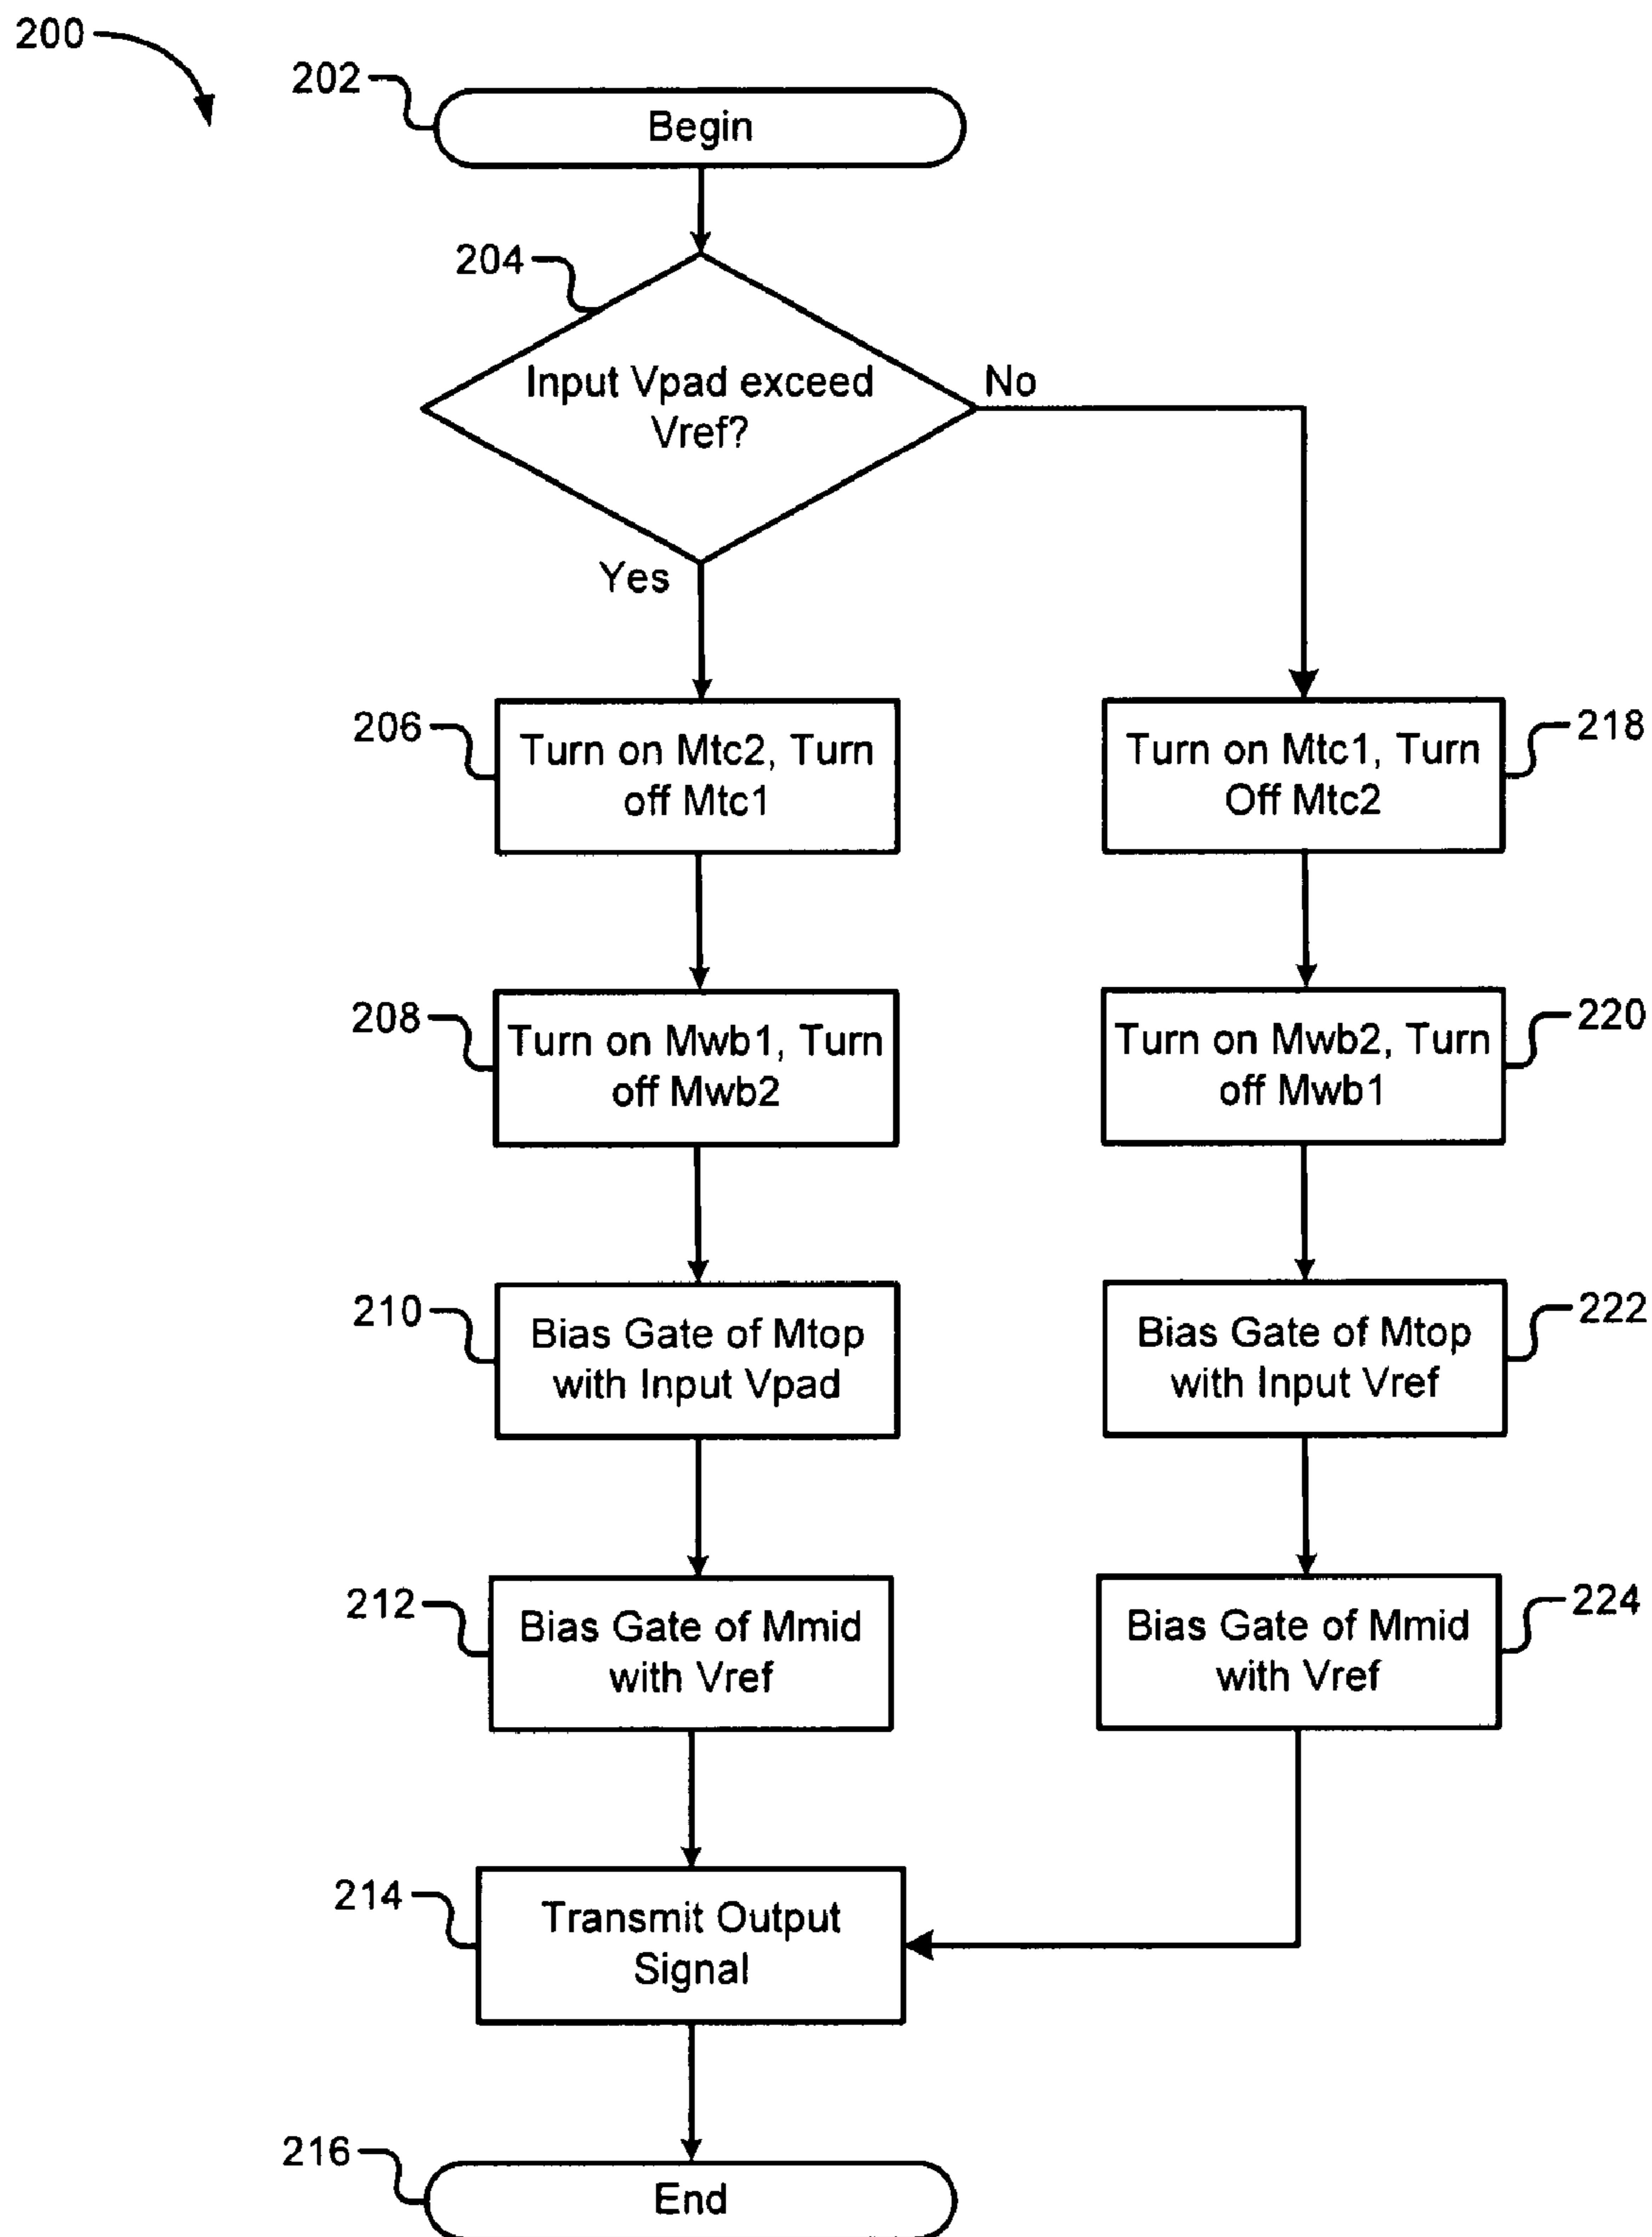 200
202
Begin
204
Input Vpad exceed
Vref?
No
Yes
206
Turn on Mtc2, Turn
off Mtc1
218
Turn on Mtc1, Turn
Off Mtc2
208
Turn on Mwb1, Turn
off Mwb2
220
Turn on Mwb2, Turn
off Mwb1
210
Bias Gate of Mtop
with Input Vpad
222
Bias Gate of Mtop
with Input Vref
212
Bias Gate of Mmid
with Vref
224
Bias Gate of Mmid
with Vref
214
Transmit Output
Signal
216
End